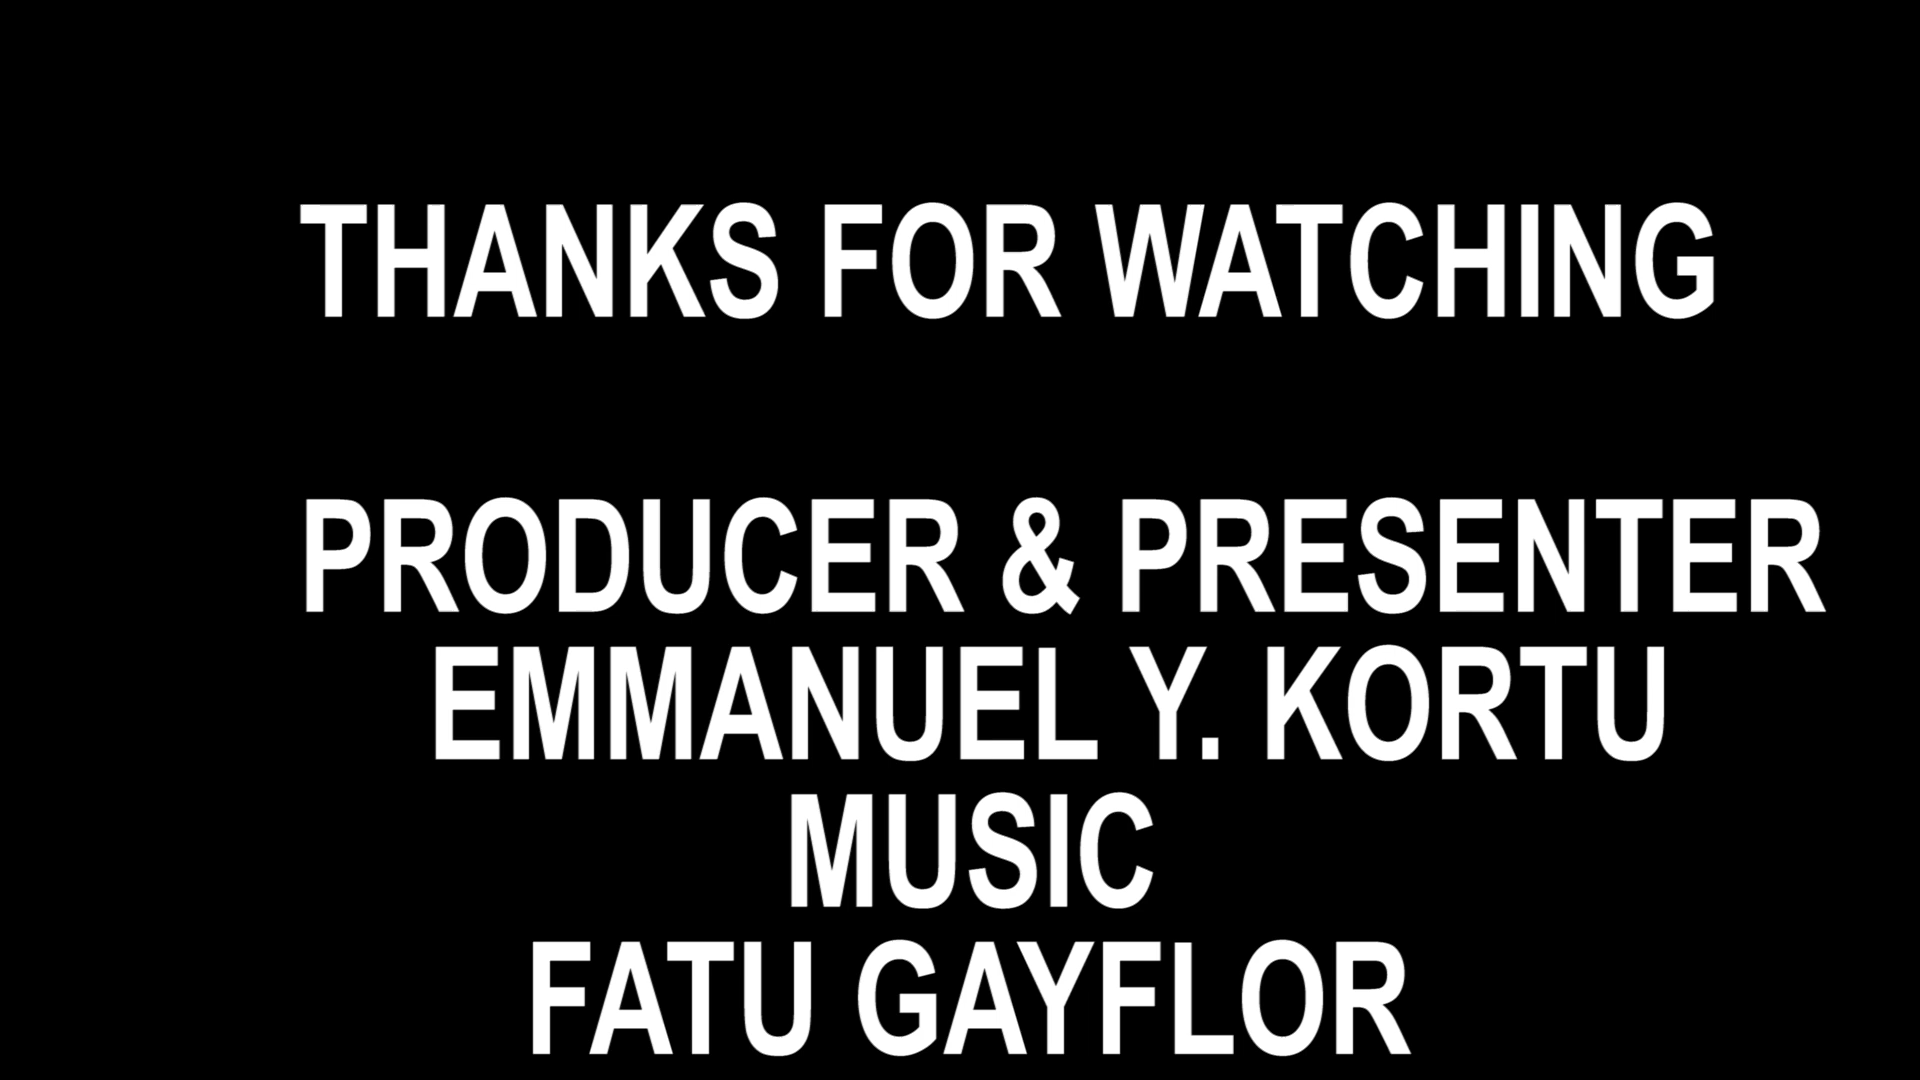 THANKS FOR WATCHING
PRODUCER & PRESENTER
EMMANUEL Y. KORTU
MUSIC
FATU GAYFLOR